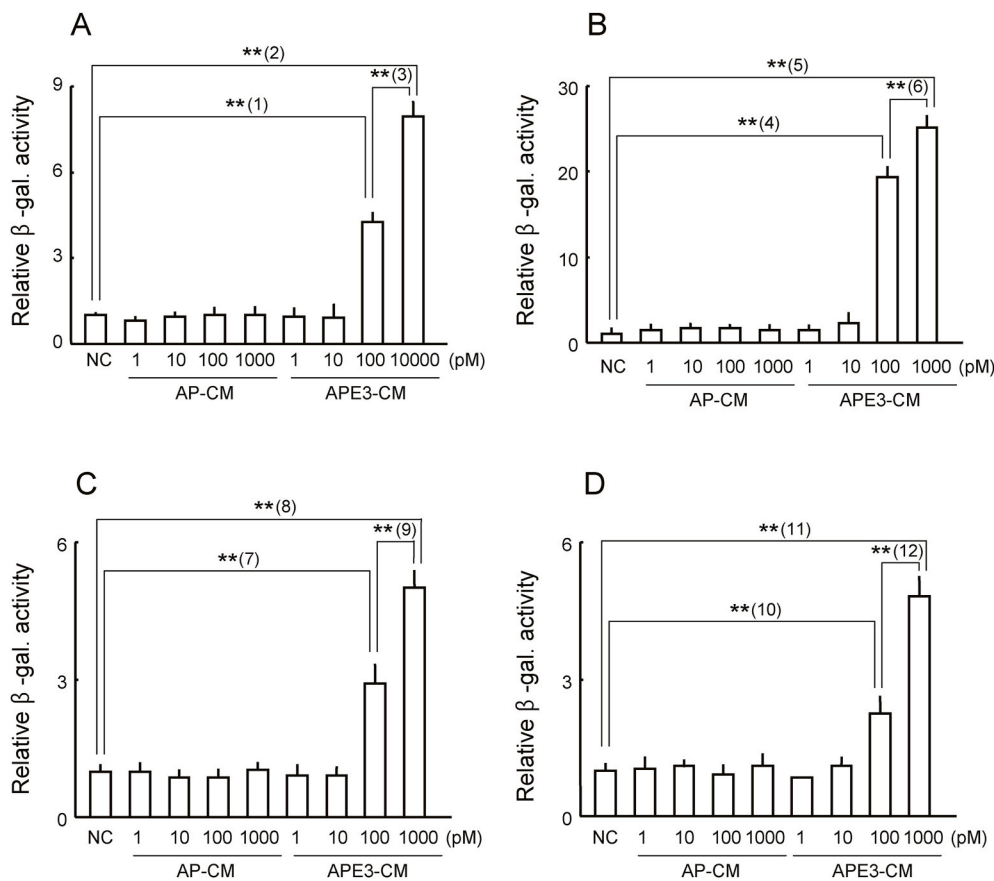 A
**(2)
**(3)
**(1)
9
6
3
0
Relative β -gal. activity
NC 1 10 100 1000 1 10 100 10000 (pM)
AP-CM APE3-CM
B
**(5)
**(6)
**(4)
30
20
10
0
Relative β -gal. activity
NC 1 10 100 1000 1 10 100 1000 (pM)
AP-CM APE3-CM
C
**(8)
**(9)
**(7)
6
3
0
Relative β -gal. activity
NC 1 10 100 1000 1 10 100 1000 (pM)
AP-CM APE3-CM
D
**(11)
**(12)
**(10)
6
3
0
Relative β -gal. activity
NC 1 10 100 1000 1 10 100 1000 (pM)
AP-CM APE3-CM